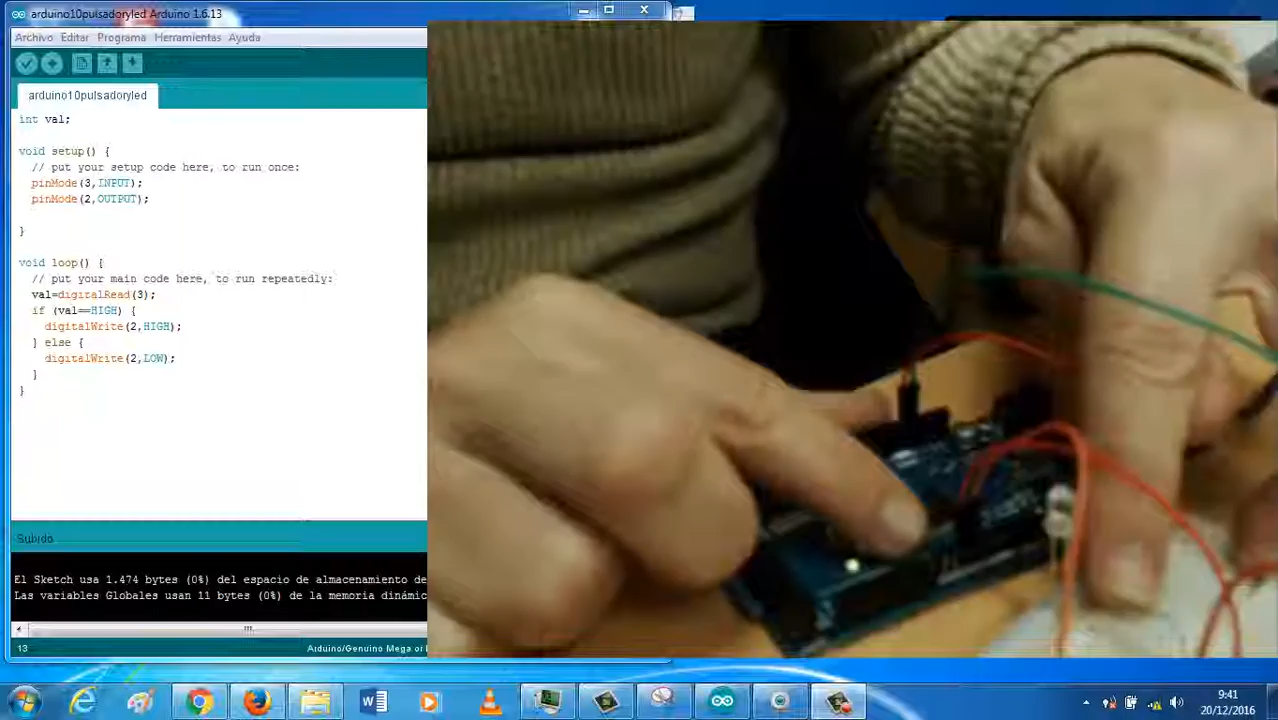 arduino10pulsadoryled Arduino 1.6.13
Archivo Editar Programa Herramientas Ayuda
arduino10pulsadoryled
int val;
void setup() {
// put your setup code here, to run once:
pinMode(3,INPUT);
pinMode(2,OUTPUT);
}
void loop() {
// put your main code here, to run repeatedly:
val=digitalRead(3);
if (val==HIGH) {
digitalWrite(2,HIGH);
} else {
digitalWrite(2,LOW);
}
}
Subido
El Sketch usa 1.474 bytes (0%) del espacio de almacenamiento de
Las variables Globales usan 11 bytes (0%) de la memoria dinámic
13
Arduino/Genuino Mega or
9:41
20/12/2016